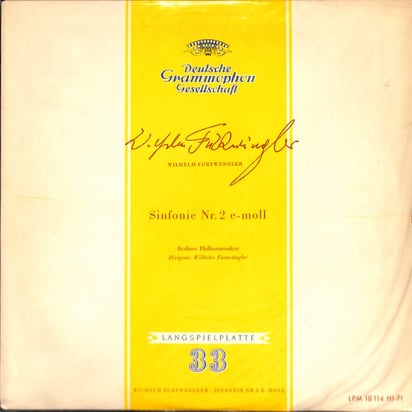 Deutsche
Grammophon
Gesellschaft
Wilhelm Furtwängler
WILHELM FURTWÄNGLER
Sinfonie Nr. 2 e-moll
Berliner Philharmoniker
Dirigent: Wilhelm Furtwängler
LANGSPIELPLATTE
33
WILHELM FURTWÄNGLER · SINFONIE NR. 2 E-MOLL
LPM 18 114 HI-FI